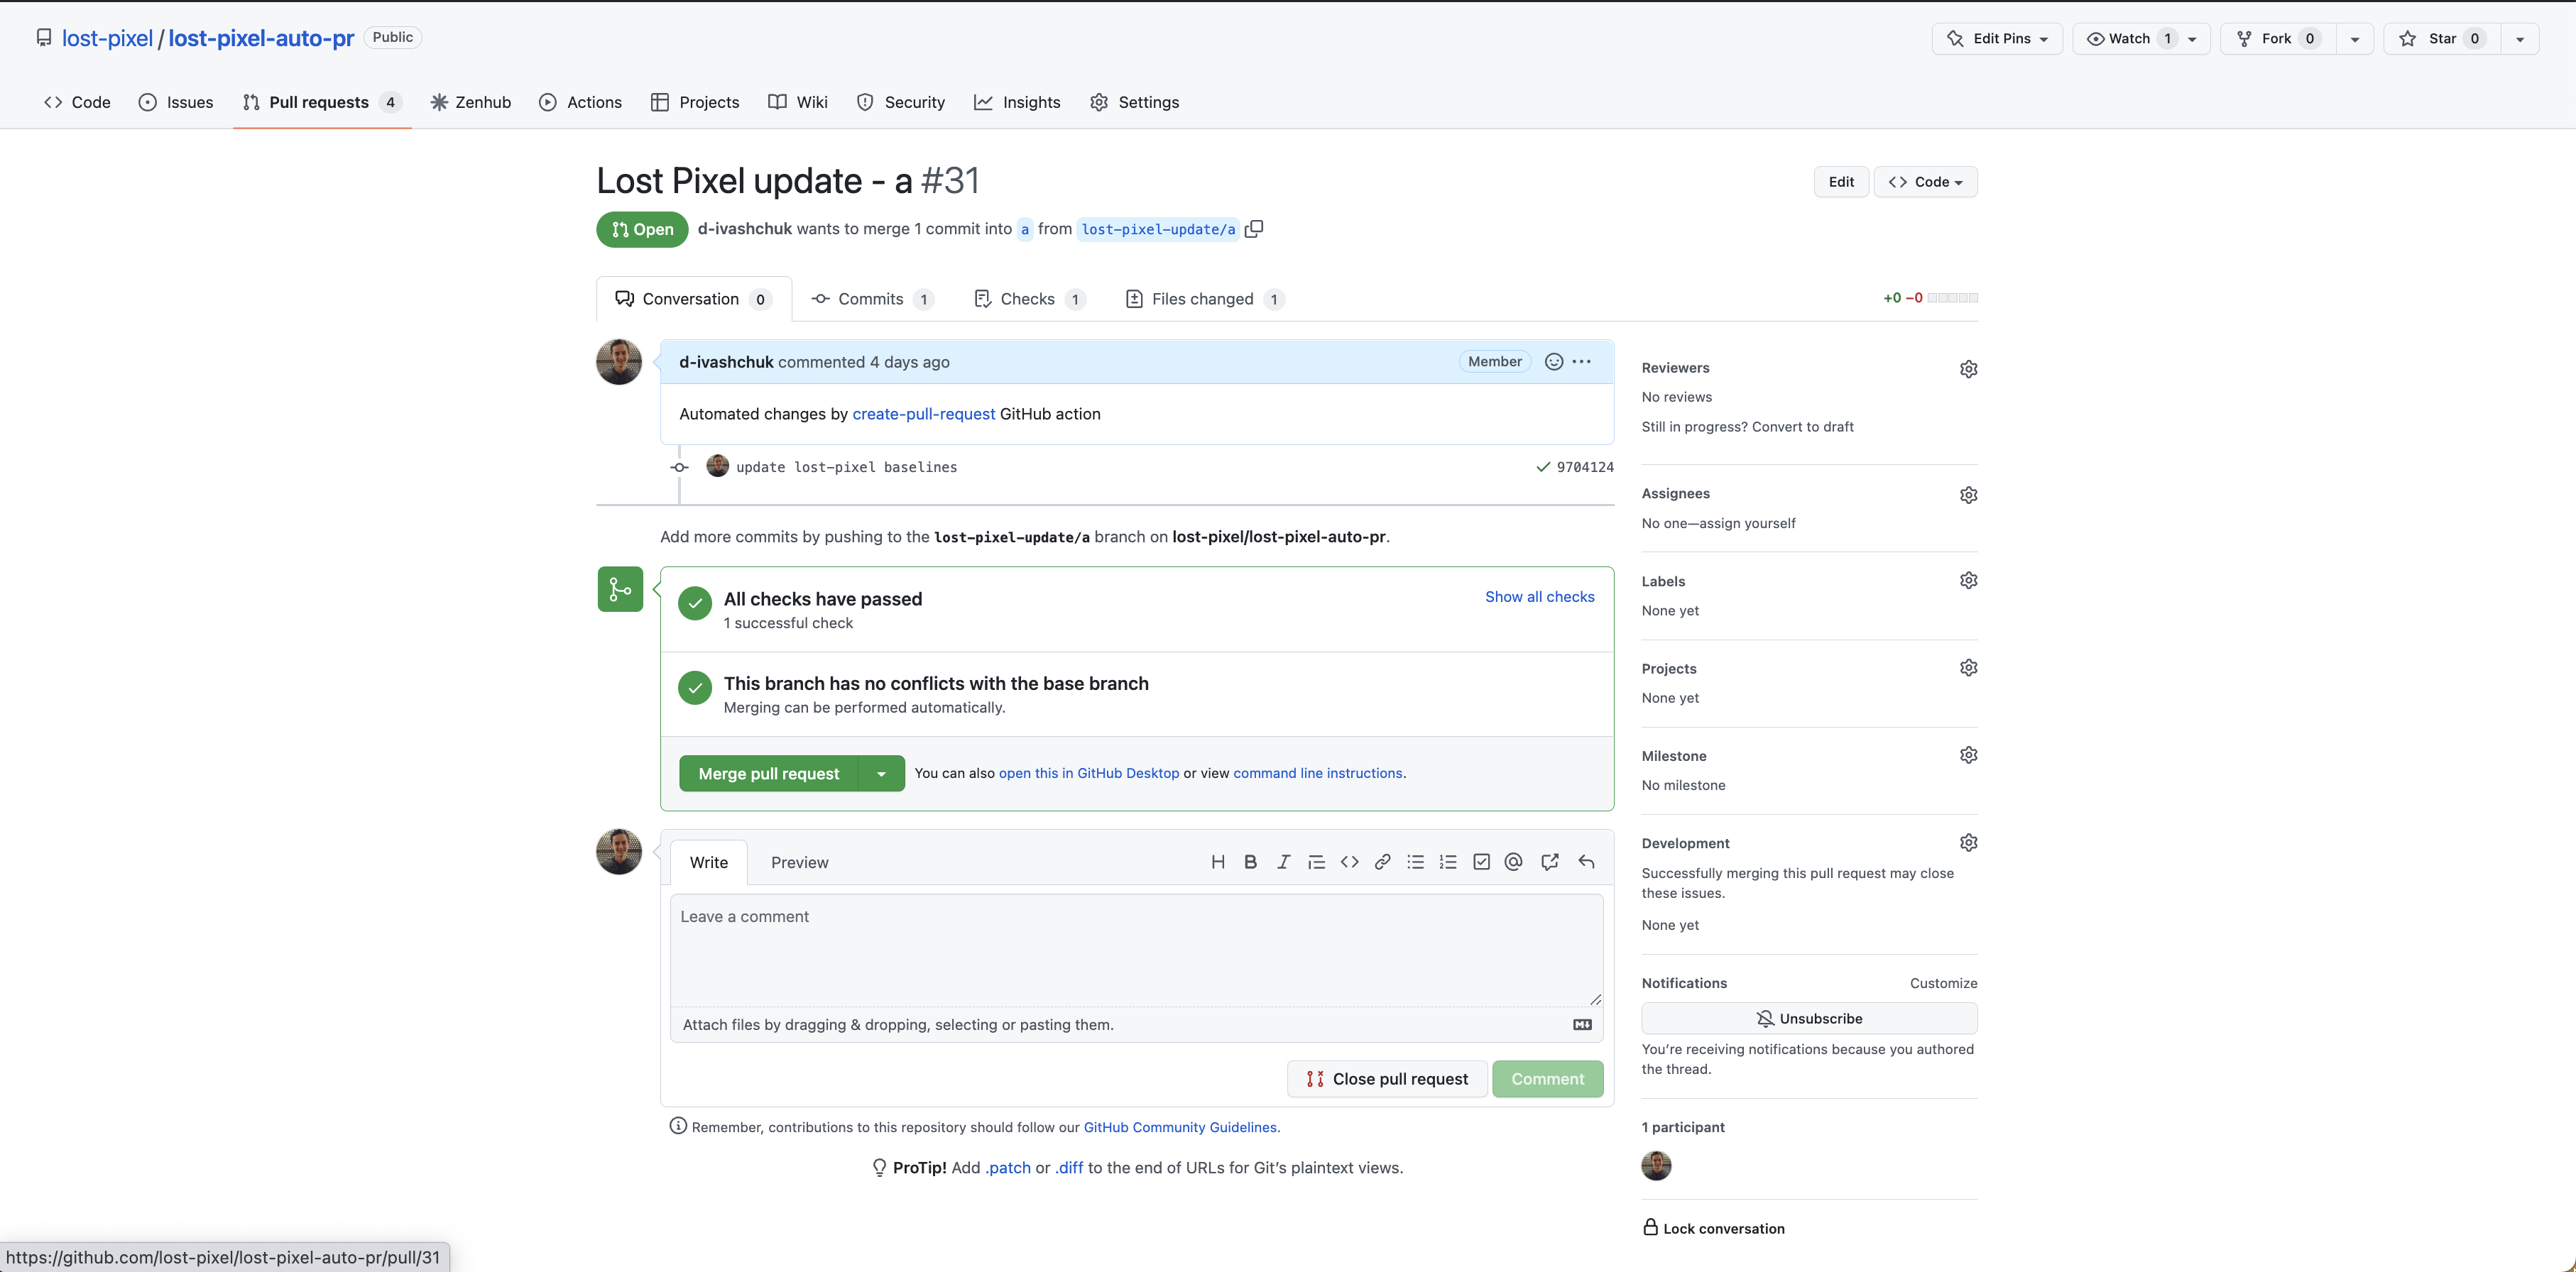 lost-pixel / lost-pixel-auto-pr Public
Edit Pins Watch 1 Fork 0 Star 0
Code Issues Pull requests 4 Zenhub Actions Projects Wiki Security Insights Settings
Lost Pixel update - a #31
Edit Code
Open d-ivashchuk wants to merge 1 commit into a from lost-pixel-update/a
Conversation 0 Commits 1 Checks 1 Files changed 1
+0 −0
d-ivashchuk commented 4 days ago Member
Automated changes by create-pull-request GitHub action
update lost-pixel baselines 9704124
Add more commits by pushing to the lost-pixel-update/a branch on lost-pixel/lost-pixel-auto-pr.
All checks have passed
1 successful check
Show all checks
This branch has no conflicts with the base branch
Merging can be performed automatically.
Merge pull request You can also open this in GitHub Desktop or view command line instructions.
Write Preview
H B I
Leave a comment
Attach files by dragging & dropping, selecting or pasting them.
Close pull request Comment
Remember, contributions to this repository should follow our GitHub Community Guidelines.
ProTip! Add .patch or .diff to the end of URLs for Git’s plaintext views.
Reviewers
No reviews
Still in progress? Convert to draft
Assignees
No one—assign yourself
Labels
None yet
Projects
None yet
Milestone
No milestone
Development
Successfully merging this pull request may close
these issues.
None yet
Notifications Customize
Unsubscribe
You’re receiving notifications because you authored
the thread.
1 participant
Lock conversation
https://github.com/lost-pixel/lost-pixel-auto-pr/pull/31